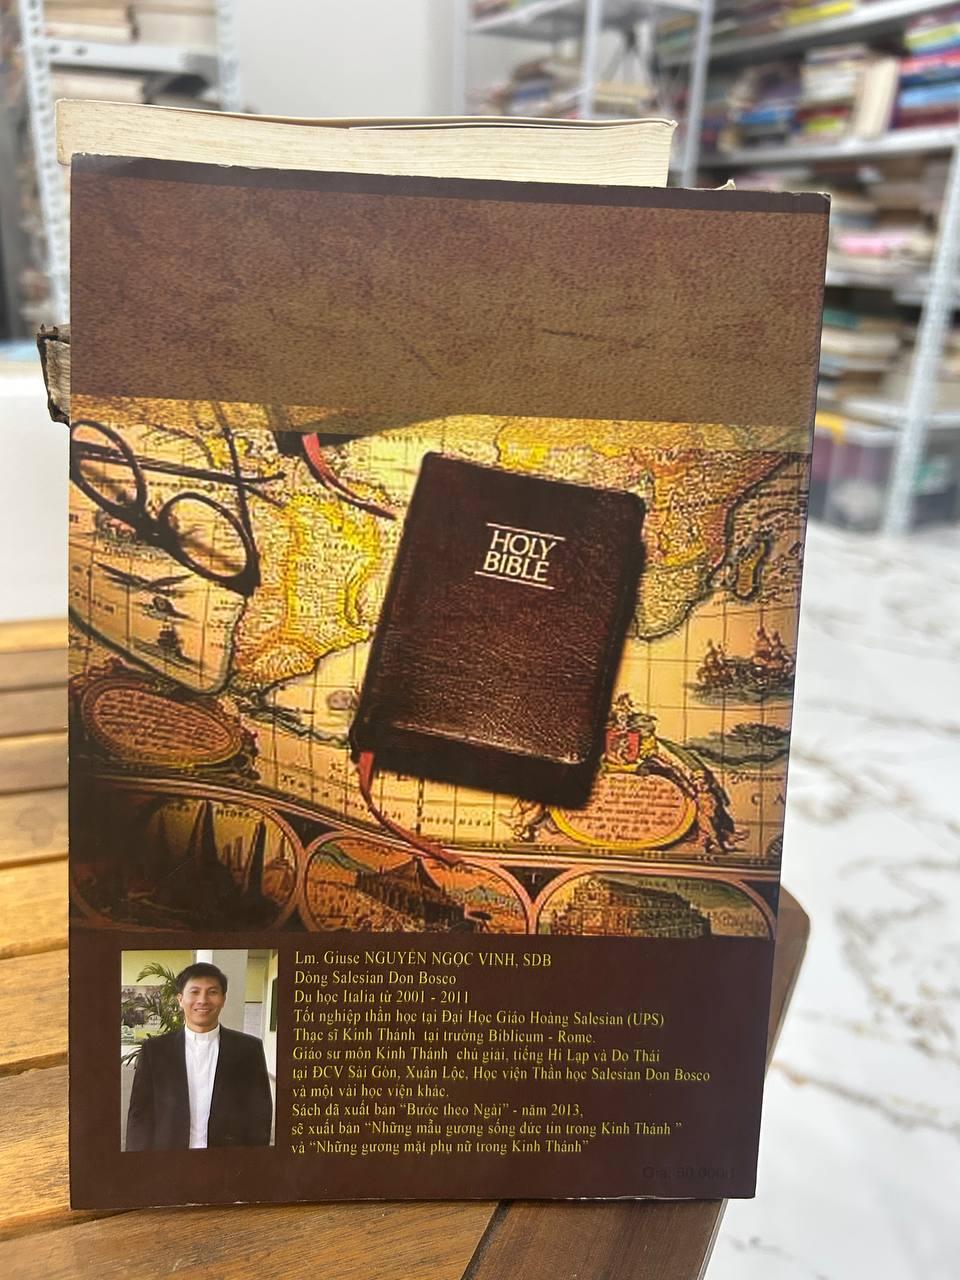 HOLY
BIBLE
Lm. Giuse NGUYỄN NGỌC VINH, SDB
Dòng Salesian Don Bosco
Du học Italia từ 2001 - 2011
Tốt nghiệp thần học tại Đại Học Giáo Hoàng Salesian (UPS)
Thạc sĩ Kinh Thánh tại trường Biblicum - Rome.
Giáo sư môn Kinh Thánh chú giải, tiếng Hi Lạp và Do Thái
tại ĐCV Sài Gòn, Xuân Lộc, Học viện Thần học Salesian Don Bosco
và một vài học viện khác.
Sách đã xuất bản “Bước theo Ngài” - năm 2013,
sẽ xuất bản “Những mẫu gương sống đức tin trong Kinh Thánh ”
và “Những gương mặt phụ nữ trong Kinh Thánh”
Giá: 50.000đ